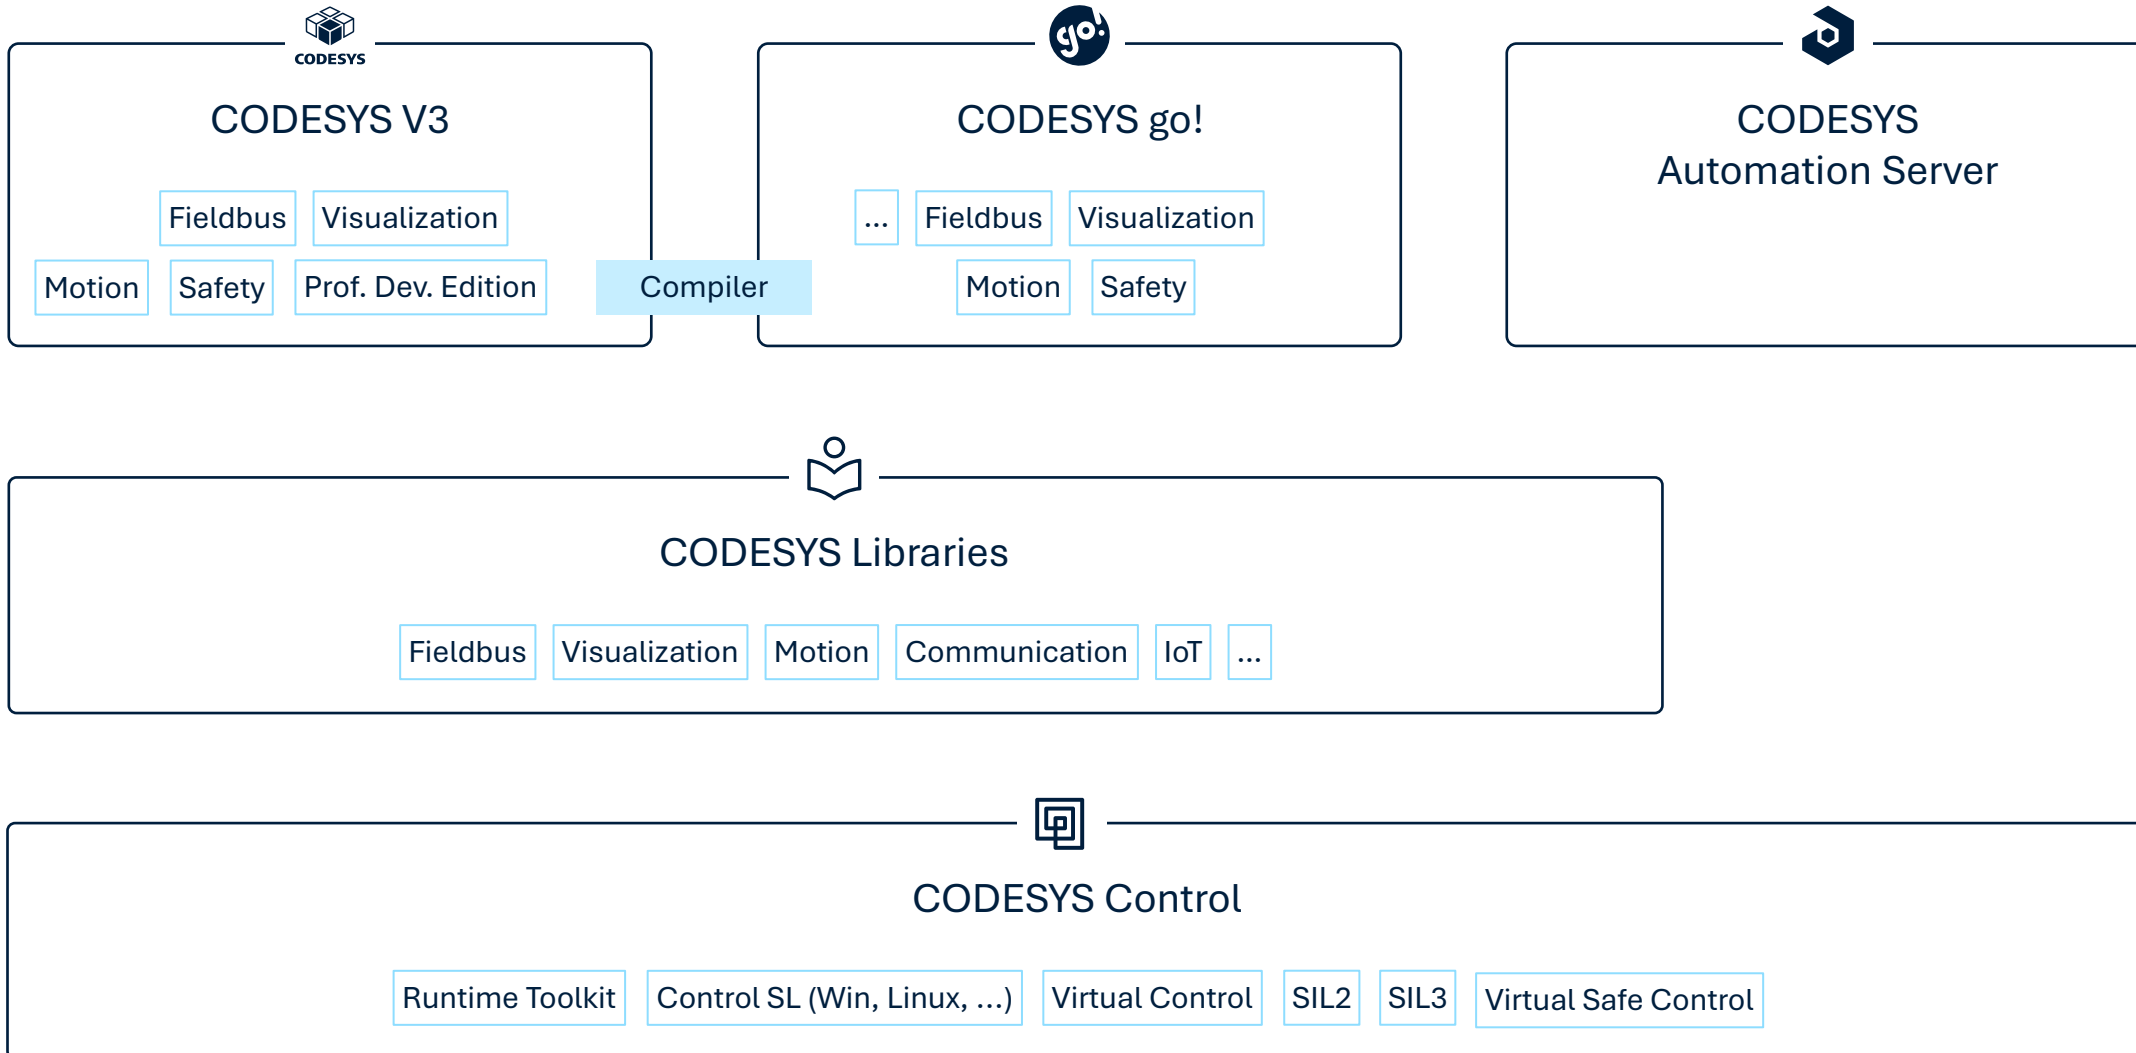 CODESYS
go!
CODESYS V3
Fieldbus Visualization
Motion Safety Prof. Dev. Edition
Compiler
CODESYS go!
... Fieldbus Visualization
Motion Safety
CODESYS
Automation Server
CODESYS Libraries
Fieldbus Visualization Motion Communication IoT ...
CODESYS Control
Runtime Toolkit Control SL (Win, Linux, ...) Virtual Control SIL2 SIL3 Virtual Safe Control